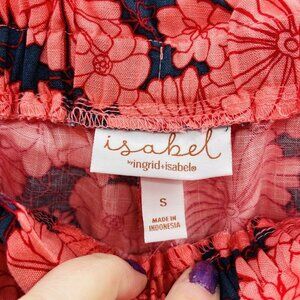 isabel
by ingrid+isabel®
S
MADE IN
INDONESIA